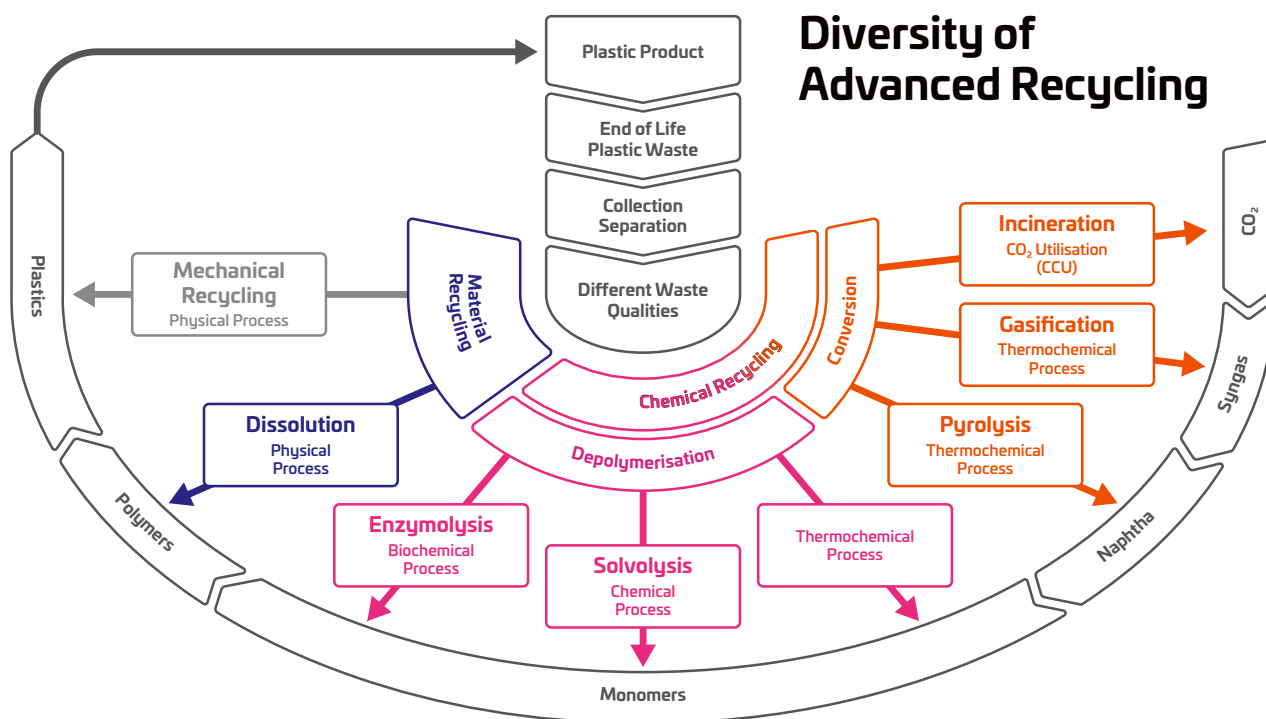 Diversity of
Advanced Recycling
Plastic Product
End of Life
Plastic Waste
Collection
Separation
Different Waste
Qualities
Plastics
Mechanical
Recycling
Physical Process
Material
Recycling
Chemical Recycling
Conversion
Incineration
CO₂ Utilisation
(CCU)
CO₂
Gasification
Thermochemical
Process
Syngas
Dissolution
Physical
Process
Depolymerisation
Pyrolysis
Thermochemical
Process
Polymers
Enzymolysis
Biochemical
Process
Solvolysis
Chemical
Process
Thermochemical
Process
Naphtha
Monomers